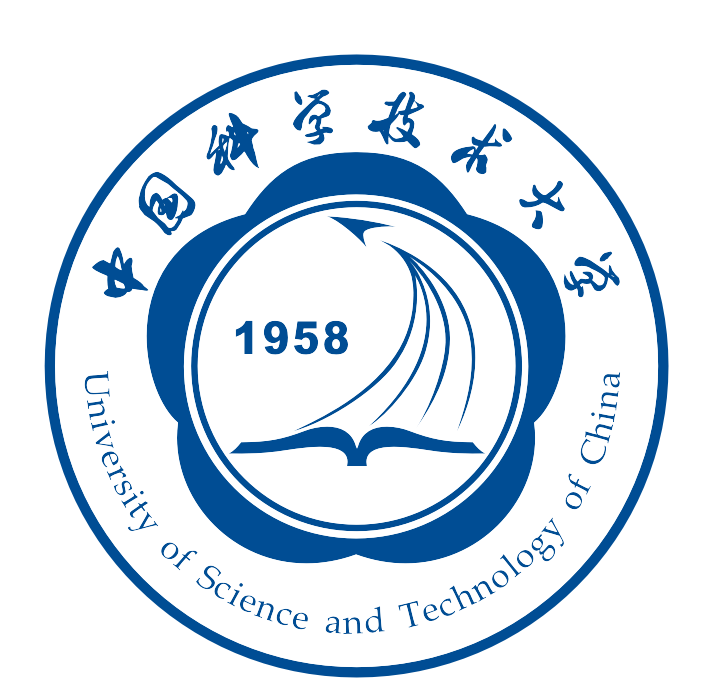 中国科学技术大学
1958
University of Science and Technology of China